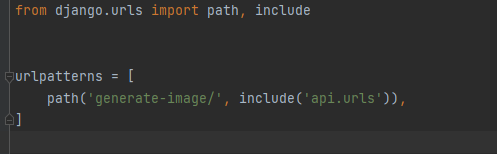 from django.urls import path, include
urlpatterns = [
path('generate-image/', include('api.urls')),
]